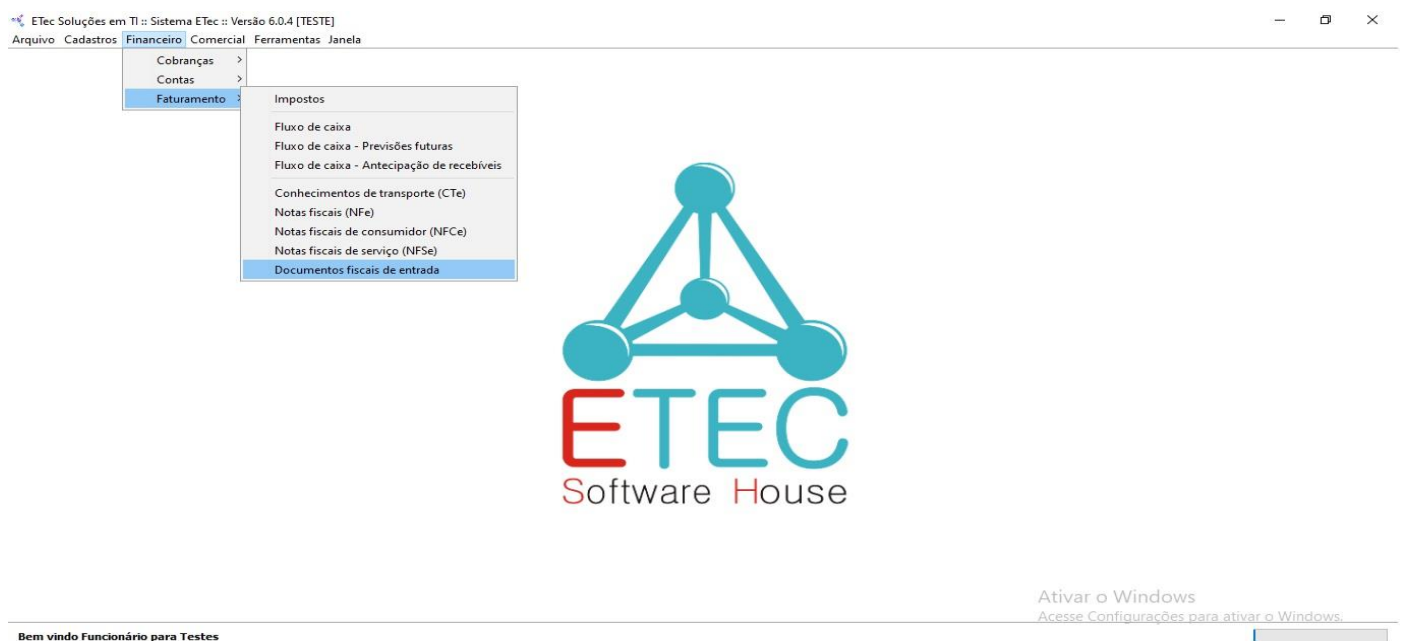 ETec Soluções em TI :: Sistema ETec :: Versão 6.0.4 [TESTE]
Arquivo Cadastros Financeiro Comercial Ferramentas Janela
Cobranças
Contas
Faturamento
Impostos
Fluxo de caixa
Fluxo de caixa - Previsões futuras
Fluxo de caixa - Antecipação de recebíveis
Conhecimentos de transporte (CTe)
Notas fiscais (NFe)
Notas fiscais de consumidor (NFCe)
Notas fiscais de serviço (NFSe)
Documentos fiscais de entrada
ETEC
Software House
Ativar o Windows
Acesse Configurações para ativar o Windows.
Bem vindo Funcionário para Testes